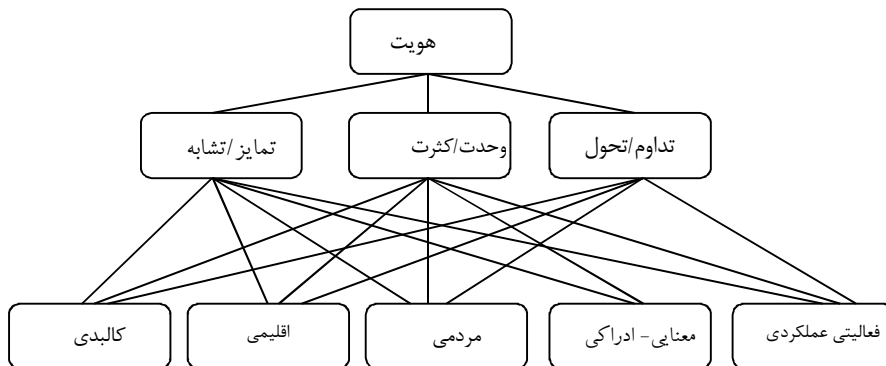 هویت
تداوم/تحول
وحدت/کثرت
تمایز/تشابه
فعالیتی عملکردی
معنایی- ادراکی
مردمی
اقلیمی
کالبدی